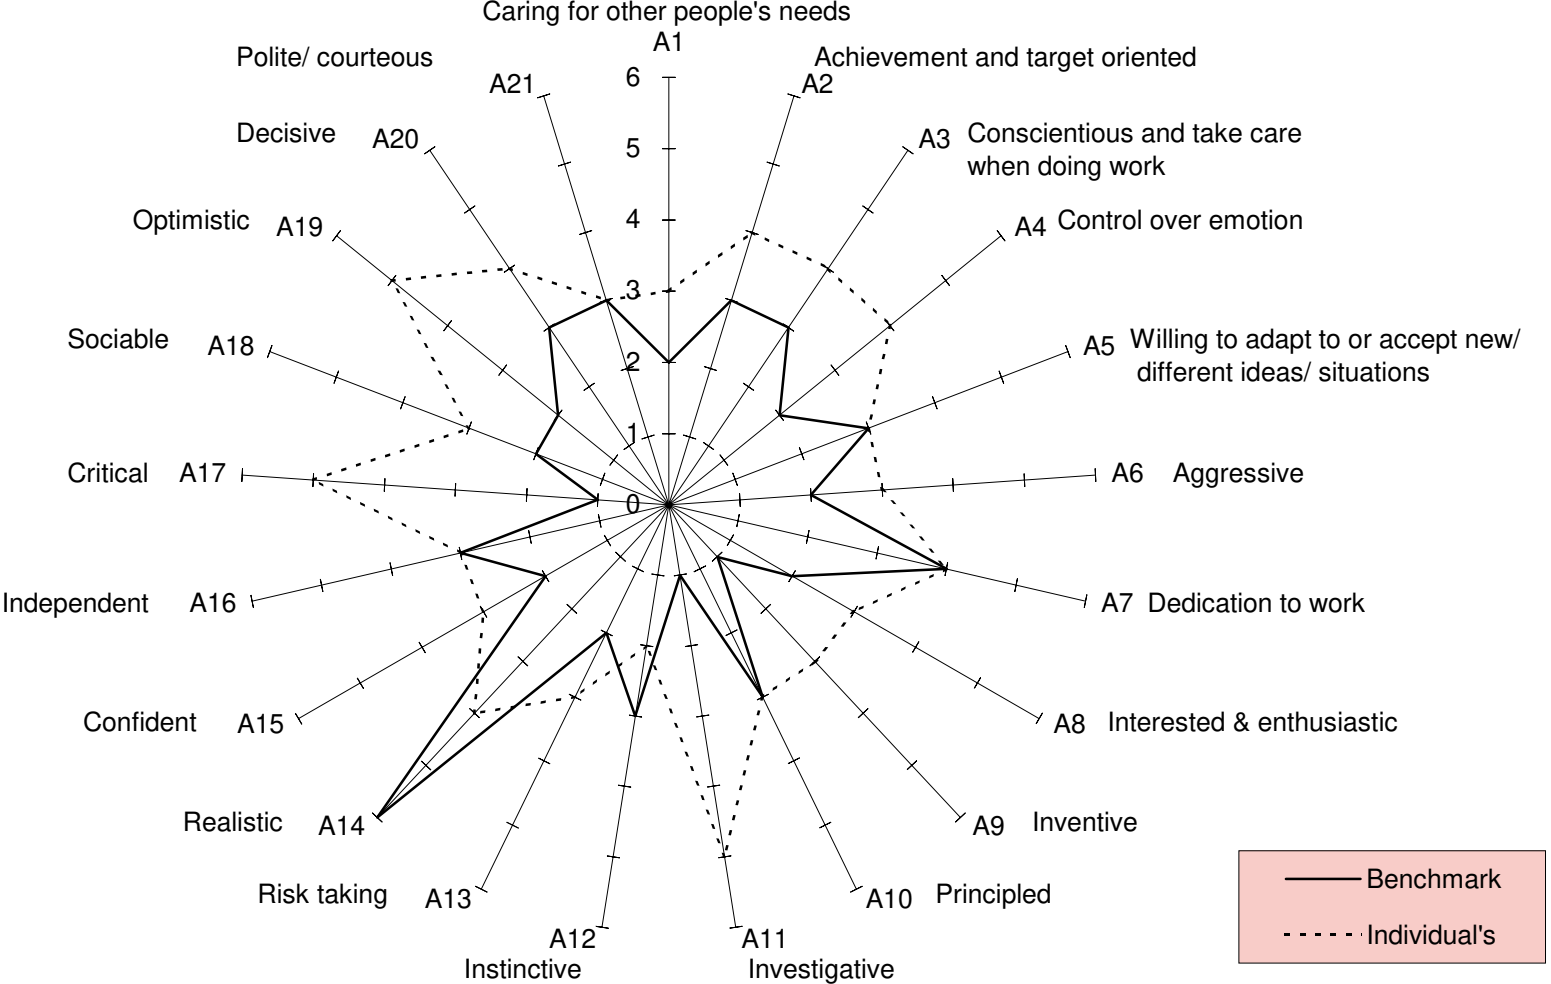 Caring for other people's needs
A1
Polite/ courteous
A21
Achievement and target oriented
A2
6
Decisive
A20
A3
Conscientious and take care
when doing work
5
Optimistic
A19
4
A4
Control over emotion
3
Sociable
A18
2
A5
Willing to adapt to or accept new/
different ideas/ situations
1
Critical
A17
0
A6
Aggressive
Independent
A16
A7
Dedication to work
Confident
A15
A8
Interested & enthusiastic
Realistic
A14
A9
Inventive
Risk taking
A13
A10
Principled
A12
Instinctive
A11
Investigative
Benchmark
Individual's